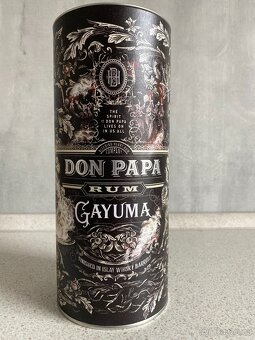 THE
SPIRIT
OF DON PAPA
LIVES ON
IN US ALL
DON PAPA
RUM
GAYUMA
FINISHED IN ISLAY WHISKY BARRELS